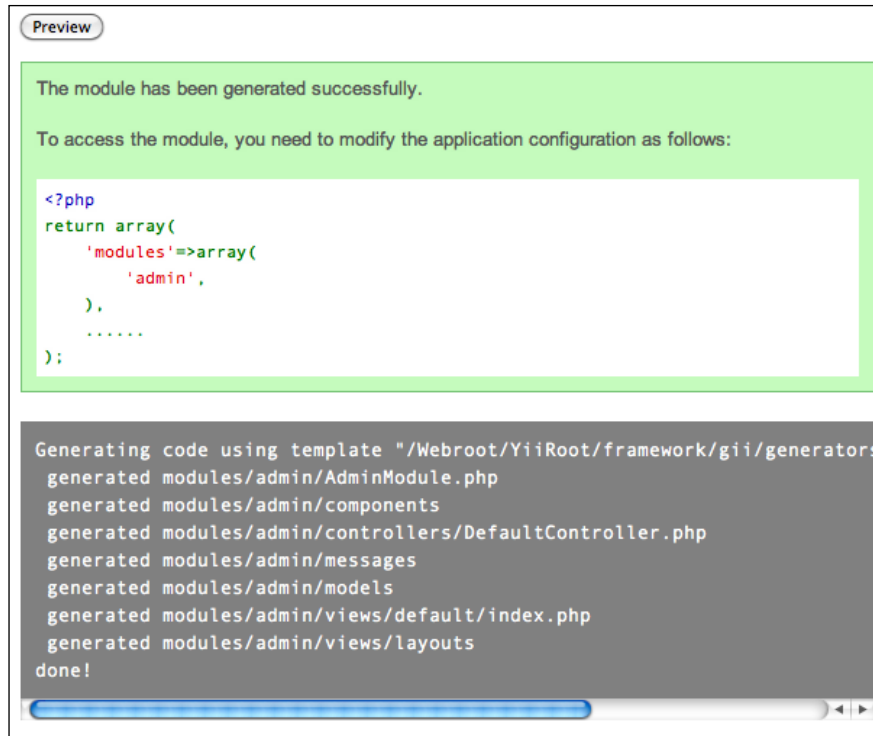 Preview
The module has been generated successfully.
To access the module, you need to modify the application configuration as follows:
<?php
return array(
    'modules'=>array(
        'admin',
    ),
    ......
);
Generating code using template "/Webroot/YiiRoot/framework/gii/generators
 generated modules/admin/AdminModule.php
 generated modules/admin/components
 generated modules/admin/controllers/DefaultController.php
 generated modules/admin/messages
 generated modules/admin/models
 generated modules/admin/views/default/index.php
 generated modules/admin/views/layouts
done!